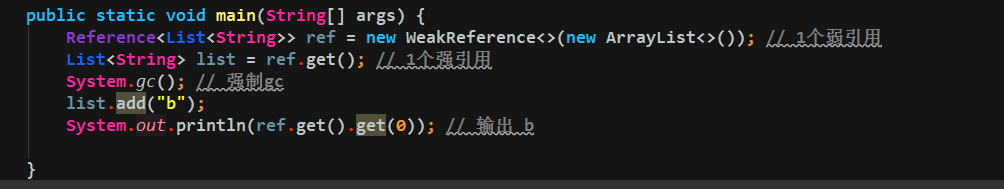 public static void main(String[] args) {
Reference<List<String>> ref = new WeakReference<>(new ArrayList<>()); // 1个弱引用
List<String> list = ref.get(); // 1个强引用
System.gc(); // 强制gc
list.add("b");
System.out.println(ref.get().get(0)); // 输出 b
}